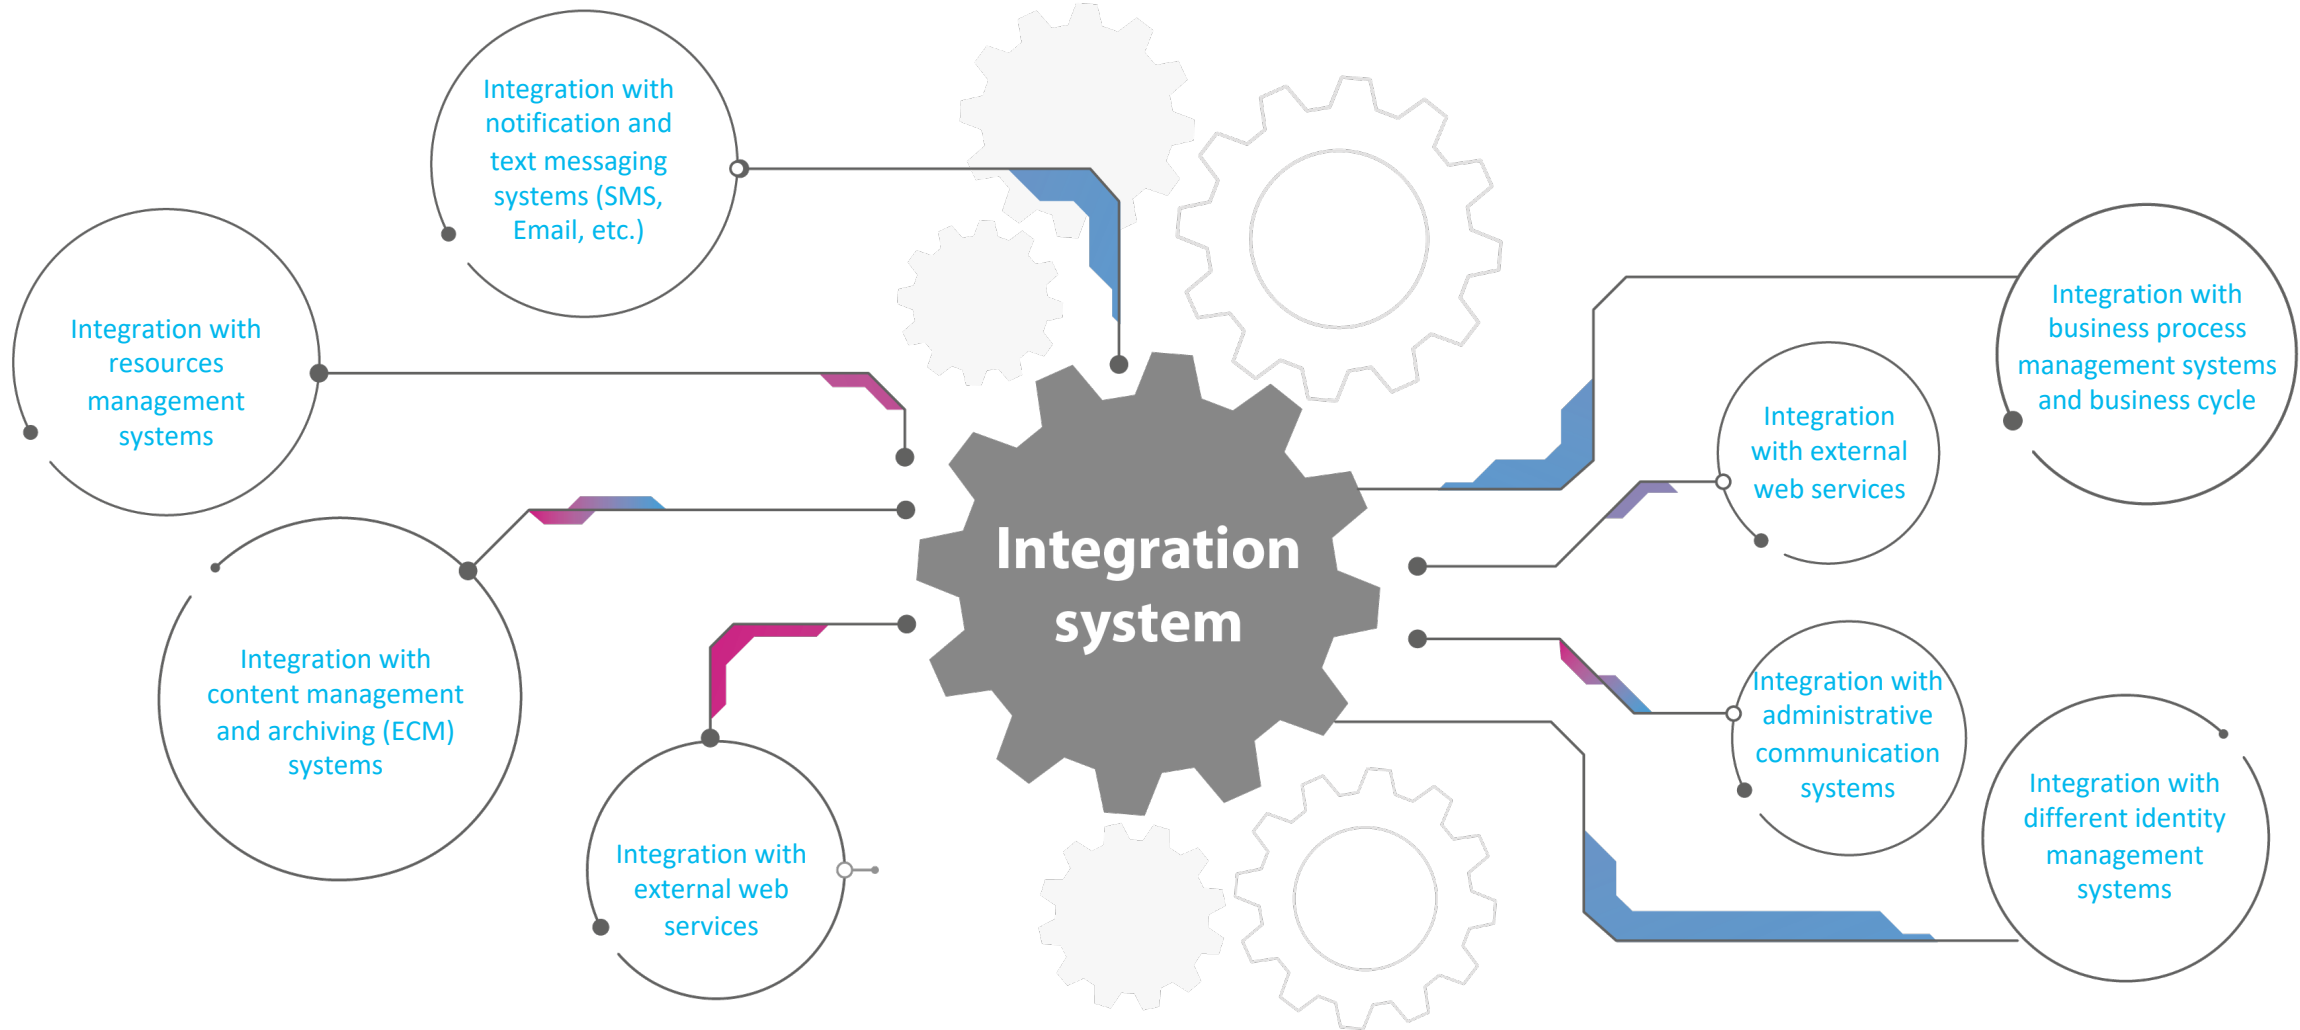 Integration with
notification and
text messaging
systems (SMS,
Email, etc.)
Integration with
resources
management
systems
Integration with
content management
and archiving (ECM)
systems
Integration with
external web
services
Integration
system
Integration with
business process
management systems
and business cycle
Integration
with external
web services
Integration with
administrative
communication
systems
Integration with
different identity
management
systems